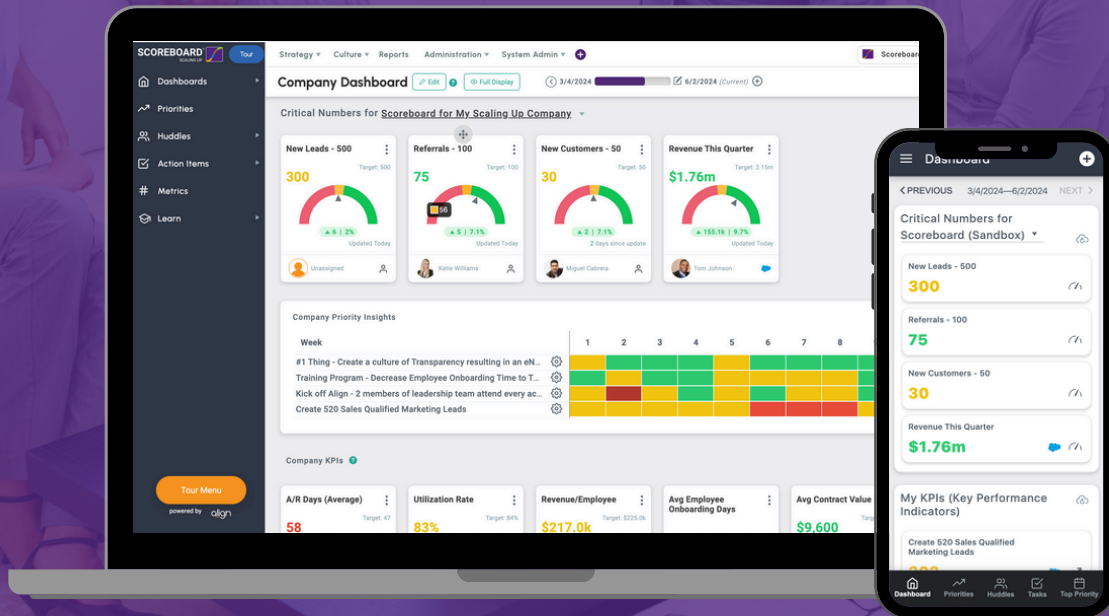 SCOREBOARD
SCALING UP
Tour
Strategy
Culture
Reports
Administration
System Admin
Dashboards
Priorities
Huddles
Action Items
Metrics
Learn
Tour Menu
powered by align
Company Dashboard
Edit
Full Display
3/4/2024
6/2/2024 (Current)
Critical Numbers for Scoreboard for My Scaling Up Company
New Leads - 500
Target: 500
300
6 | 2%
Updated Today
Unassigned
Referrals - 100
Target: 100
75
56
5 | 7.1%
Updated Today
Katie Williams
New Customers - 50
Target: 50
30
2 | 7.1%
2 days since update
Miguel Cabrera
Revenue This Quarter
Target: 2.15m
$1.76m
155.1k | 9.7%
Updated Today
Tom Johnson
Company Priority Insights
Week
1 2 3 4 5 6 7 8
#1 Thing - Create a culture of Transparency resulting in an eN...
Training Program - Decrease Employee Onboarding Time to T...
Kick off Align - 2 members of leadership team attend every ac...
Create 520 Sales Qualified Marketing Leads
Company KPIs
A/R Days (Average)
Target: 47
58
Utilization Rate
Target: 84%
83%
Revenue/Employee
Target: $225.0k
$217.0k
Avg Employee
Onboarding Days
Avg Contract Value
$9,600
Dashboard
PREVIOUS
3/4/2024—6/2/2024
NEXT
Critical Numbers for
Scoreboard (Sandbox)
New Leads - 500
300
Referrals - 100
75
New Customers - 50
30
Revenue This Quarter
$1.76m
My KPIs (Key Performance
Indicators)
Create 520 Sales Qualified
Marketing Leads
Dashboard
Priorities
Huddles
Tasks
Top Priority